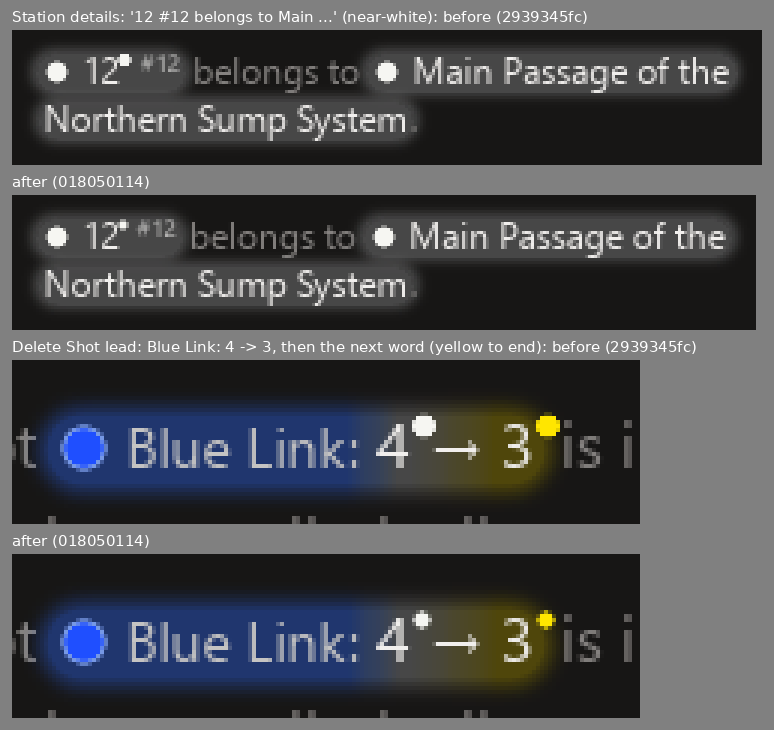 Station details: '12 #12 belongs to Main ...' (near-white): before (2939345fc)
12 #12 belongs to Main Passage of the
Northern Sump System.
after (018050114)
12 #12 belongs to Main Passage of the
Northern Sump System.
Delete Shot lead: Blue Link: 4 -> 3, then the next word (yellow to end): before (2939345fc)
Blue Link: 4 → 3 is
after (018050114)
Blue Link: 4 → 3 is